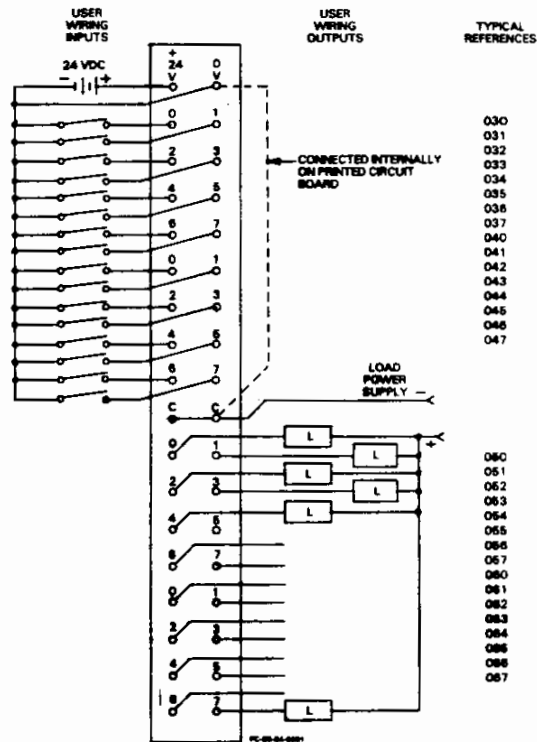 USER WIRING INPUTS
USER WIRING OUTPUTS
TYPICAL REFERENCES
24 VDC
- +
+ 24 V
0 V
0 1
2 3
4 5
6 7
0 1
2 3
4 5
6 7
C C
0 1
2 3
4 5
6 7
0 1
2 3
4 5
6 7
CONNECTED INTERNALLY
ON PRINTED CIRCUIT
BOARD
LOAD
POWER
SUPPLY -
+
L
L
L
L
L
L
030
031
032
033
034
035
036
037
040
041
042
043
044
045
046
047
050
051
052
053
054
055
056
057
060
061
062
063
064
065
066
067